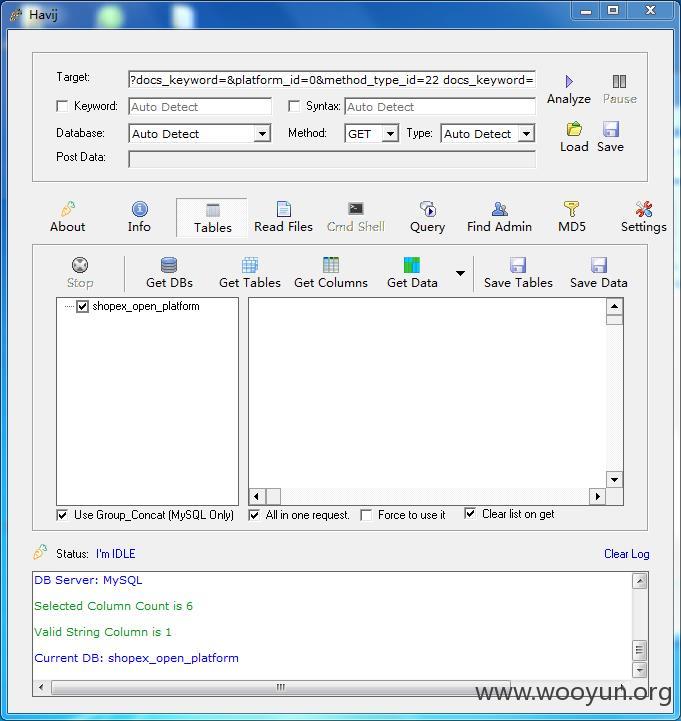 Havij
Target: ?docs_keyword=&platform_id=0&method_type_id=22 docs_keyword=
Analyze Pause
Keyword: Auto Detect Syntax: Auto Detect
Database: Auto Detect Method: GET Type: Auto Detect
Load Save
Post Data:
About Info Tables Read Files Cmd Shell Query Find Admin MD5 Settings
Stop Get DBs Get Tables Get Columns Get Data Save Tables Save Data
shopex_open_platform
Use Group_Concat (MySQL Only) All in one request. Force to use it Clear list on get
Status: I'm IDLE Clear Log
DB Server: MySQL
Selected Column Count is 6
Valid String Column is 1
Current DB: shopex_open_platform
www.wooyun.org